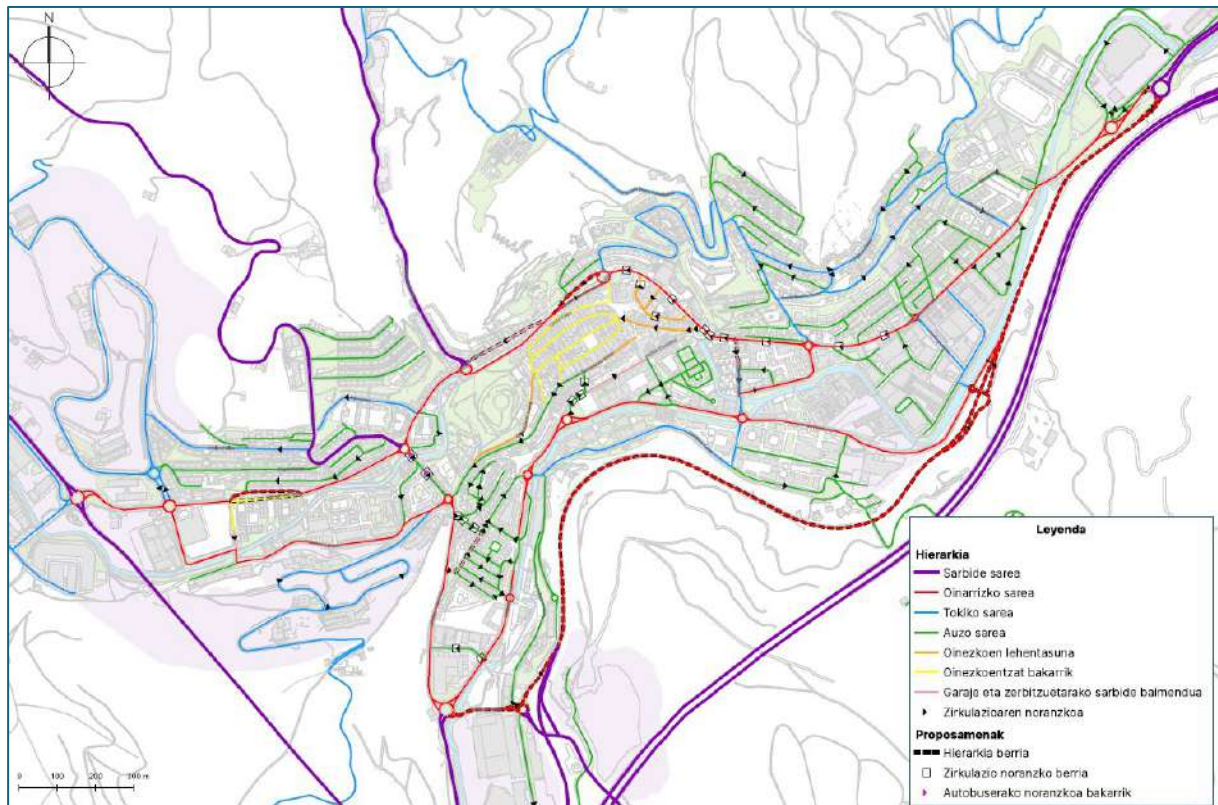 N
Leyenda
Hierarkia
Sarbide sarea
Oinarrizko sarea
Tokiko sarea
Auzo sarea
Oinezkoen lehentasuna
Oinezkoentzat bakarrik
Garaje eta zerbitzuetarako sarbide baimendua
Zirkulazioaren noranzkoa
Proposamenak
Hierarkia berria
Zirkulazio noranzko berria
Autobuserako noranzkoa bakarrik
0 100 200 300 m